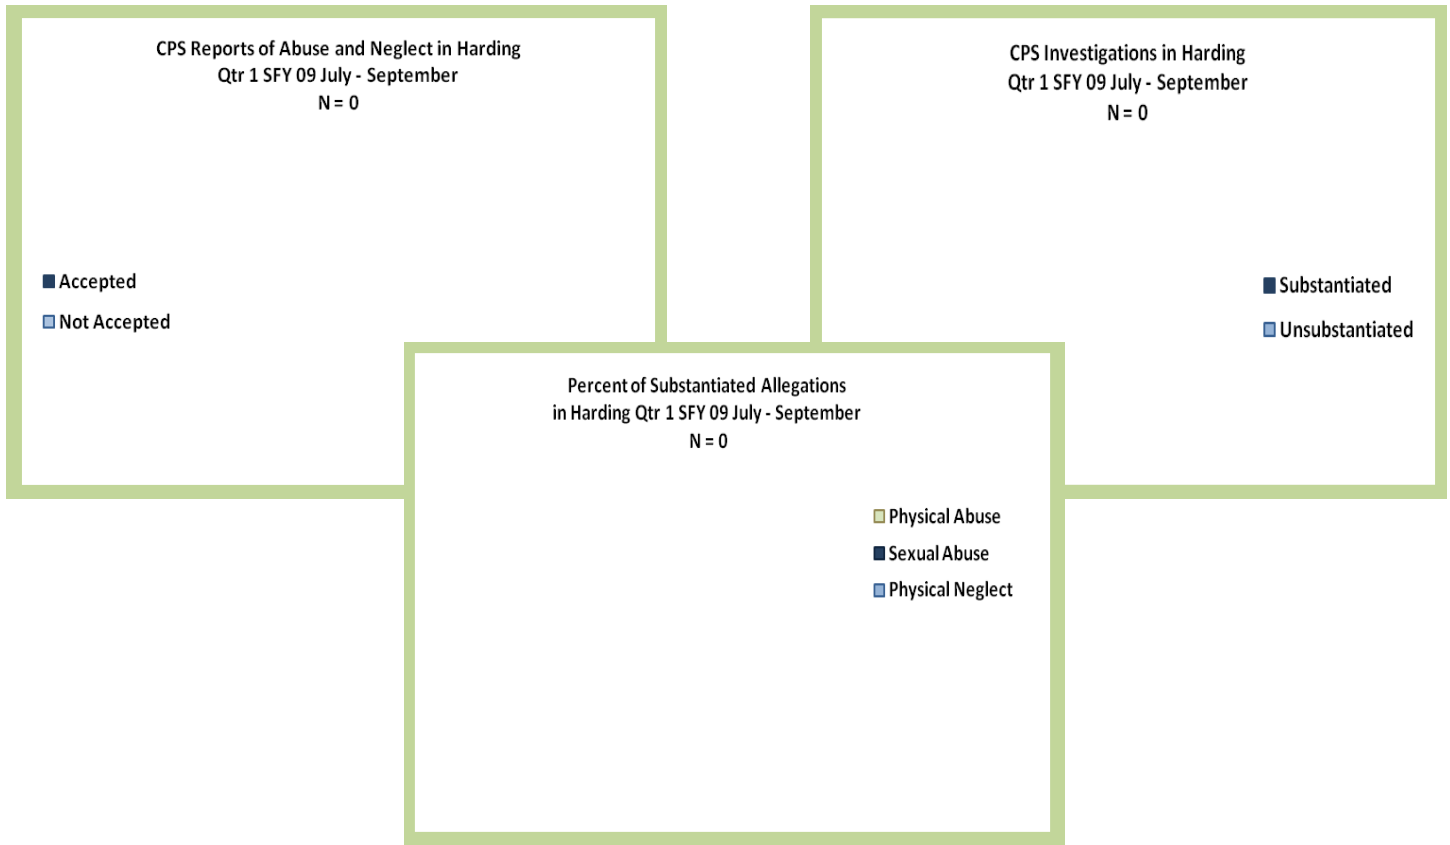 CPS Reports of Abuse and Neglect in Harding
Qtr 1 SFY 09 July - September
N = 0
Accepted
Not Accepted
CPS Investigations in Harding
Qtr 1 SFY 09 July - September
N = 0
Substantiated
Unsubstantiated
Percent of Substantiated Allegations
in Harding Qtr 1 SFY 09 July - September
N = 0
Physical Abuse
Sexual Abuse
Physical Neglect